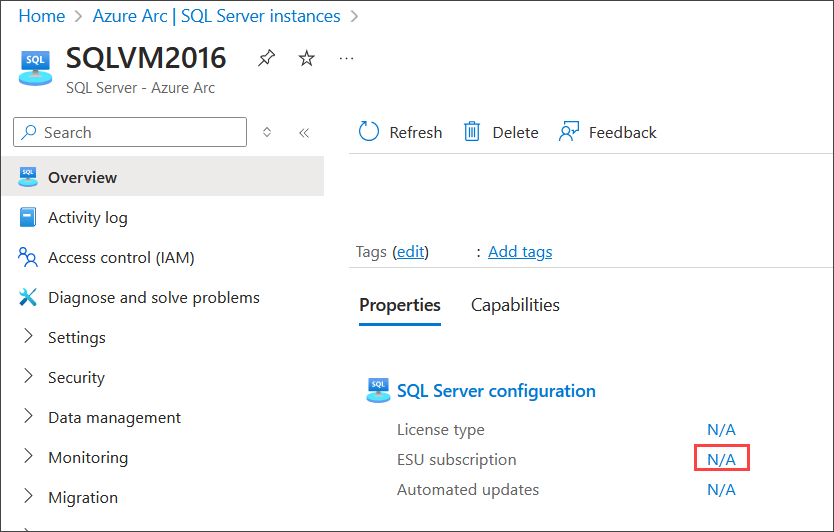 Home > Azure Arc | SQL Server instances >
SQL
SQLVM2016
SQL Server - Azure Arc
Search
Refresh
Delete
Feedback
Overview
Activity log
Access control (IAM)
Diagnose and solve problems
Settings
Security
Data management
Monitoring
Migration
Tags (edit) : Add tags
Properties
Capabilities
SQL
SQL Server configuration
License type N/A
ESU subscription N/A
Automated updates N/A